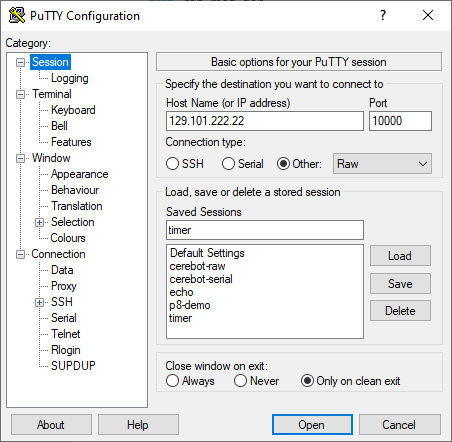 PuTTY Configuration
?
Category:
Session
Logging
Terminal
Keyboard
Bell
Features
Window
Appearance
Behaviour
Translation
Selection
Colours
Connection
Data
Proxy
SSH
Serial
Telnet
Rlogin
SUPDUP
Basic options for your PuTTY session
Specify the destination you want to connect to
Host Name (or IP address) Port
129.101.222.22 10000
Connection type:
SSH Serial Other: Raw
Load, save or delete a stored session
Saved Sessions
timer
Default Settings
cerebot-raw
cerebot-serial
echo
p8-demo
timer
Load
Save
Delete
Close window on exit:
Always Never Only on clean exit
About Help Open Cancel